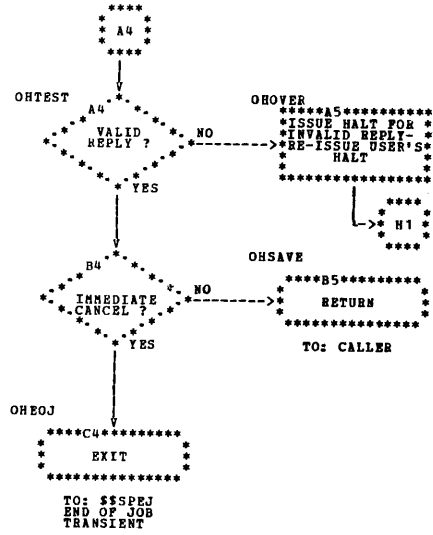 A4
OHTEST
A4
VALID
REPLY ?
NO
YES
OHOVER
A5
ISSUE HALT FOR
INVALID REPLY-
RE-ISSUE USER'S
HALT
H1
B4
IMMEDIATE
CANCEL ?
NO
YES
OHSAVE
B5
RETURN
TO: CALLER
OHEOJ
C4
EXIT
TO: $$SPEJ
END OF JOB
TRANSIENT